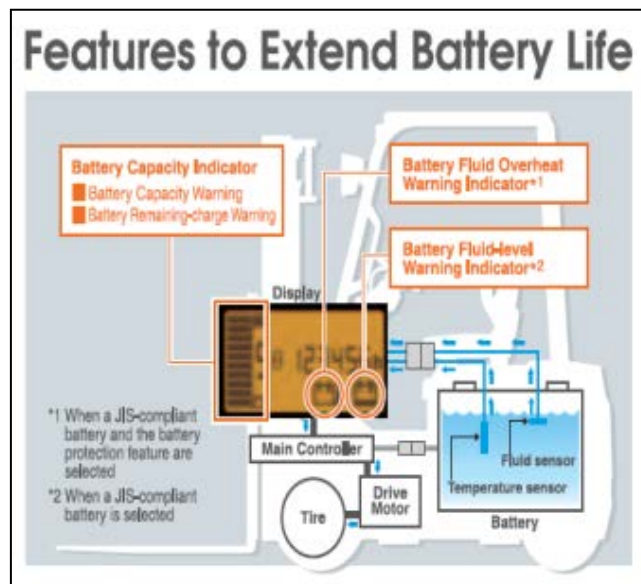 Features to Extend Battery Life
Battery Capacity Indicator
Battery Capacity Warning
Battery Remaining-charge Warning
Battery Fluid Overheat
Warning Indicator*1
Battery Fluid-level
Warning Indicator*2
Display
*1 When a JIS-compliant
battery and the battery
protection feature are
selected
*2 When a JIS-compliant
battery is selected
Main Controller
Drive
Motor
Tire
Fluid sensor
Temperature sensor
Battery